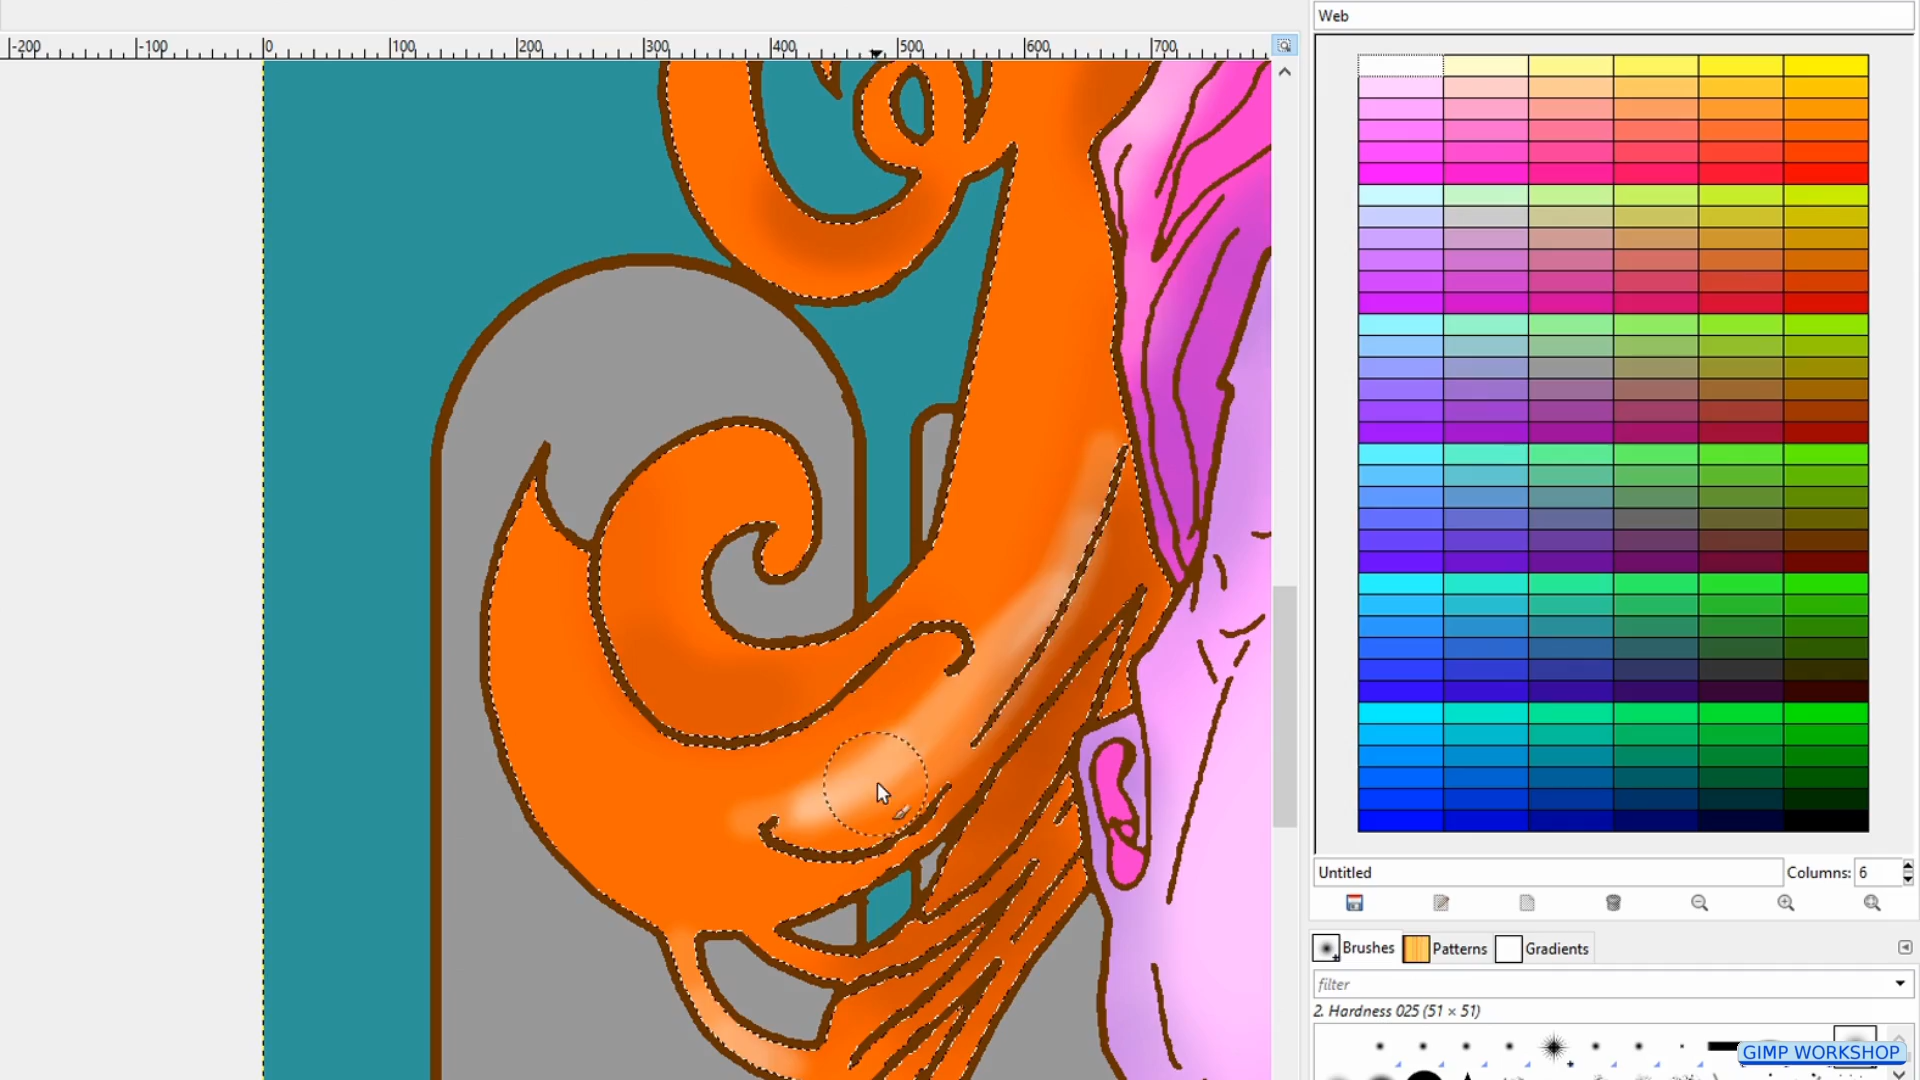 Web
-200 -100 0 100 200 300 400 500 600 700
Untitled Columns: 6
Brushes Patterns Gradients
filter
2. Hardness 025 (51 × 51)
GIMP WORKSHOP